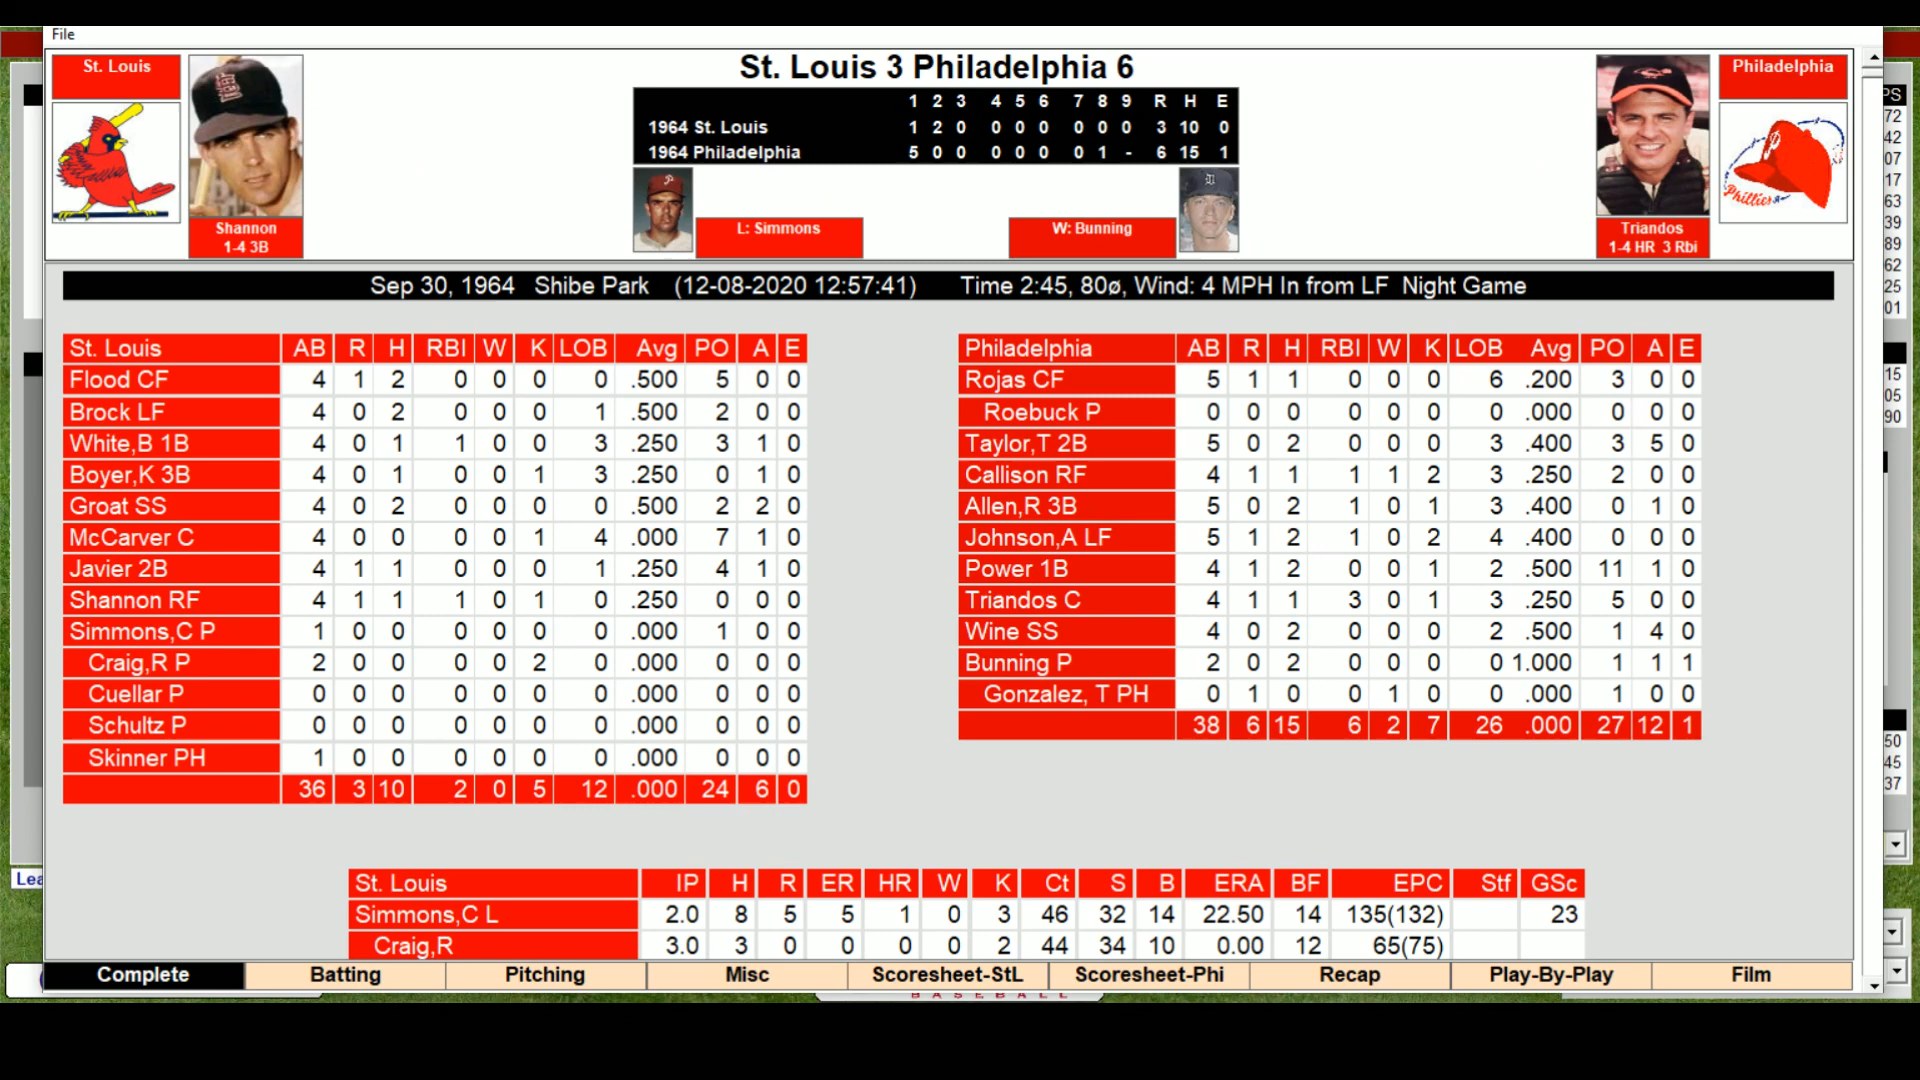 File
St. Louis
St. Louis 3 Philadelphia 6
Philadelphia
1 2 3 4 5 6 7 8 9 R H E
1964 St. Louis 1 2 0 0 0 0 0 0 0 3 10 0
1964 Philadelphia 5 0 0 0 0 0 0 1 - 6 15 1
Phillies
Shannon
1-4 3B
L: Simmons
W: Bunning
Triandos
1-4 HR 3 Rbi
Sep 30, 1964 Shibe Park (12-08-2020 12:57:41) Time 2:45, 80ø, Wind: 4 MPH In from LF Night Game
St. Louis AB R H RBI W K LOB Avg PO A E
Flood CF 4 1 2 0 0 0 0 .500 5 0 0
Brock LF 4 0 2 0 0 0 1 .500 2 0 0
White,B 1B 4 0 1 1 0 0 3 .250 3 1 0
Boyer,K 3B 4 0 1 0 0 1 3 .250 0 1 0
Groat SS 4 0 2 0 0 0 0 .500 2 2 0
McCarver C 4 0 0 0 0 1 4 .000 7 1 0
Javier 2B 4 1 1 0 0 0 1 .250 4 1 0
Shannon RF 4 1 1 1 0 1 0 .250 0 0 0
Simmons,C P 1 0 0 0 0 0 0 .000 1 0 0
Craig,R P 2 0 0 0 0 2 0 .000 0 0 0
Cuellar P 0 0 0 0 0 0 0 .000 0 0 0
Schultz P 0 0 0 0 0 0 0 .000 0 0 0
Skinner PH 1 0 0 0 0 0 0 .000 0 0 0
36 3 10 2 0 5 12 .000 24 6 0
Philadelphia AB R H RBI W K LOB Avg PO A E
Rojas CF 5 1 1 0 0 0 6 .200 3 0 0
Roebuck P 0 0 0 0 0 0 0 .000 0 0 0
Taylor,T 2B 5 0 2 0 0 0 3 .400 3 5 0
Callison RF 4 1 1 1 1 2 3 .250 2 0 0
Allen,R 3B 5 0 2 1 0 1 3 .400 0 1 0
Johnson,A LF 5 1 2 1 0 2 4 .400 0 0 0
Power 1B 4 1 2 0 0 1 2 .500 11 1 0
Triandos C 4 1 1 3 0 1 3 .250 5 0 0
Wine SS 4 0 2 0 0 0 2 .500 1 4 0
Bunning P 2 0 2 0 0 0 0 1.000 1 1 1
Gonzalez, T PH 0 1 0 0 1 0 0 .000 1 0 0
38 6 15 6 2 7 26 .000 27 12 1
St. Louis IP H R ER HR W K Ct S B ERA BF EPC Stf GSc
Simmons,C L 2.0 8 5 5 1 0 3 46 32 14 22.50 14 135(132) 23
Craig,R 3.0 3 0 0 0 0 2 44 34 10 0.00 12 65(75)
Complete Batting Pitching Misc Scoresheet-StL Scoresheet-Phi Recap Play-By-Play Film
BASEBALL
PS
72
42
07
17
63
39
89
62
25
01
15
05
90
50
45
37
Lea